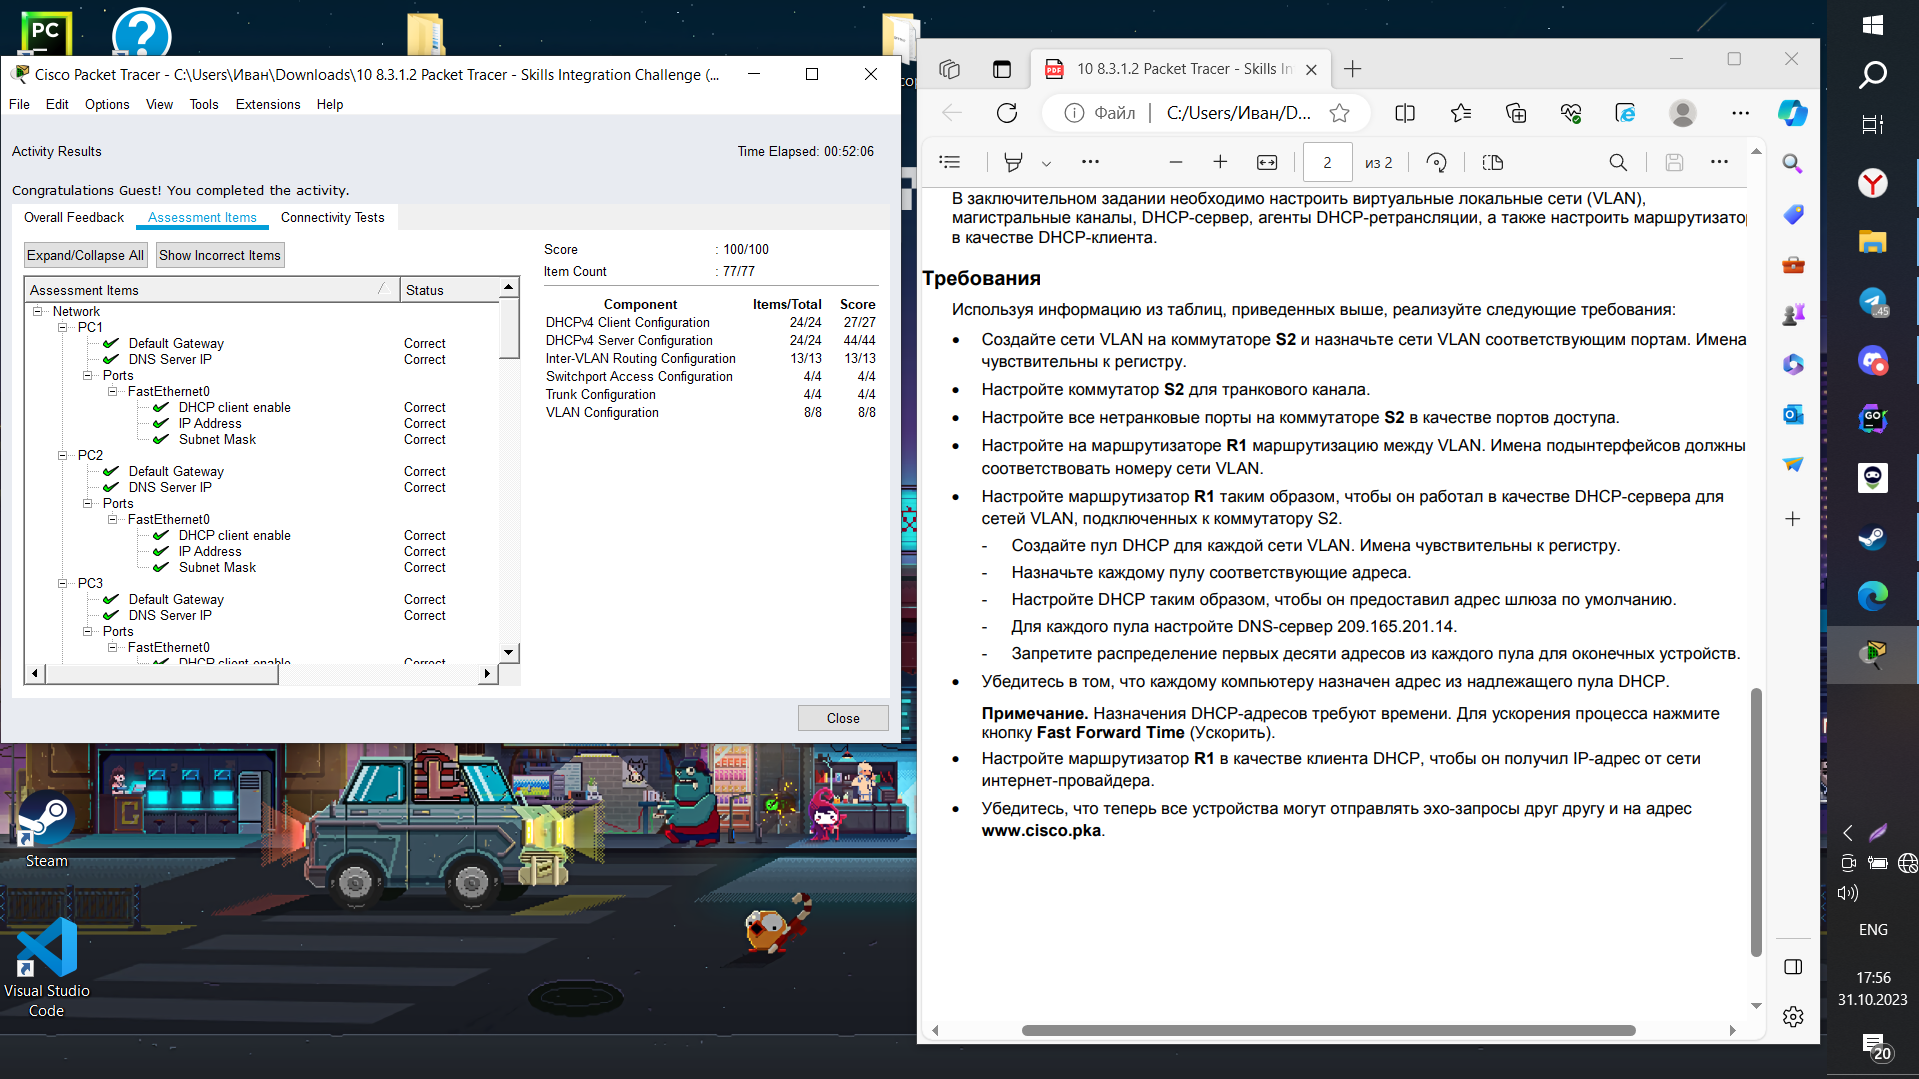 PC
?
Cisco Packet Tracer - C:\Users\Иван\Downloads\10 8.3.1.2 Packet Tracer - Skills Integration Challenge (...
File Edit Options View Tools Extensions Help
Activity Results
Time Elapsed: 00:52:06
Congratulations Guest! You completed the activity.
Overall Feedback Assessment Items Connectivity Tests
Expand/Collapse All Show Incorrect Items
Assessment Items Status
Network
PC1
Default Gateway Correct
DNS Server IP Correct
Ports
FastEthernet0
DHCP client enable Correct
IP Address Correct
Subnet Mask Correct
PC2
Default Gateway Correct
DNS Server IP Correct
Ports
FastEthernet0
DHCP client enable Correct
IP Address Correct
Subnet Mask Correct
PC3
Default Gateway Correct
DNS Server IP Correct
Ports
FastEthernet0
DHCP client enable Correct
Score : 100/100
Item Count : 77/77
Component Items/Total Score
DHCPv4 Client Configuration 24/24 27/27
DHCPv4 Server Configuration 24/24 44/44
Inter-VLAN Routing Configuration 13/13 13/13
Switchport Access Configuration 4/4 4/4
Trunk Configuration 4/4 4/4
VLAN Configuration 8/8 8/8
Close
Steam
Visual Studio
Code
10 8.3.1.2 Packet Tracer - Skills In
Файл C:/Users/Иван/D...
2 из 2
В заключительном задании необходимо настроить виртуальные локальные сети (VLAN),
магистральные каналы, DHCP-сервер, агенты DHCP-ретрансляции, а также настроить маршрутизатор
в качестве DHCP-клиента.
Требования
Используя информацию из таблиц, приведенных выше, реализуйте следующие требования:
• Создайте сети VLAN на коммутаторе S2 и назначьте сети VLAN соответствующим портам. Имена
чувствительны к регистру.
• Настройте коммутатор S2 для транкового канала.
• Настройте все нетранковые порты на коммутаторе S2 в качестве портов доступа.
• Настройте на маршрутизаторе R1 маршрутизацию между VLAN. Имена подынтерфейсов должны
соответствовать номеру сети VLAN.
• Настройте маршрутизатор R1 таким образом, чтобы он работал в качестве DHCP-сервера для
сетей VLAN, подключенных к коммутатору S2.
- Создайте пул DHCP для каждой сети VLAN. Имена чувствительны к регистру.
- Назначьте каждому пулу соответствующие адреса.
- Настройте DHCP таким образом, чтобы он предоставил адрес шлюза по умолчанию.
- Для каждого пула настройте DNS-сервер 209.165.201.14.
- Запретите распределение первых десяти адресов из каждого пула для оконечных устройств.
• Убедитесь в том, что каждому компьютеру назначен адрес из надлежащего пула DHCP.
Примечание. Назначения DHCP-адресов требуют времени. Для ускорения процесса нажмите
кнопку Fast Forward Time (Ускорить).
• Настройте маршрутизатор R1 в качестве клиента DHCP, чтобы он получил IP-адрес от сети
интернет-провайдера.
• Убедитесь, что теперь все устройства могут отправлять эхо-запросы друг другу и на адрес
www.cisco.pka.
45
GO
ENG
17:56
31.10.2023
20